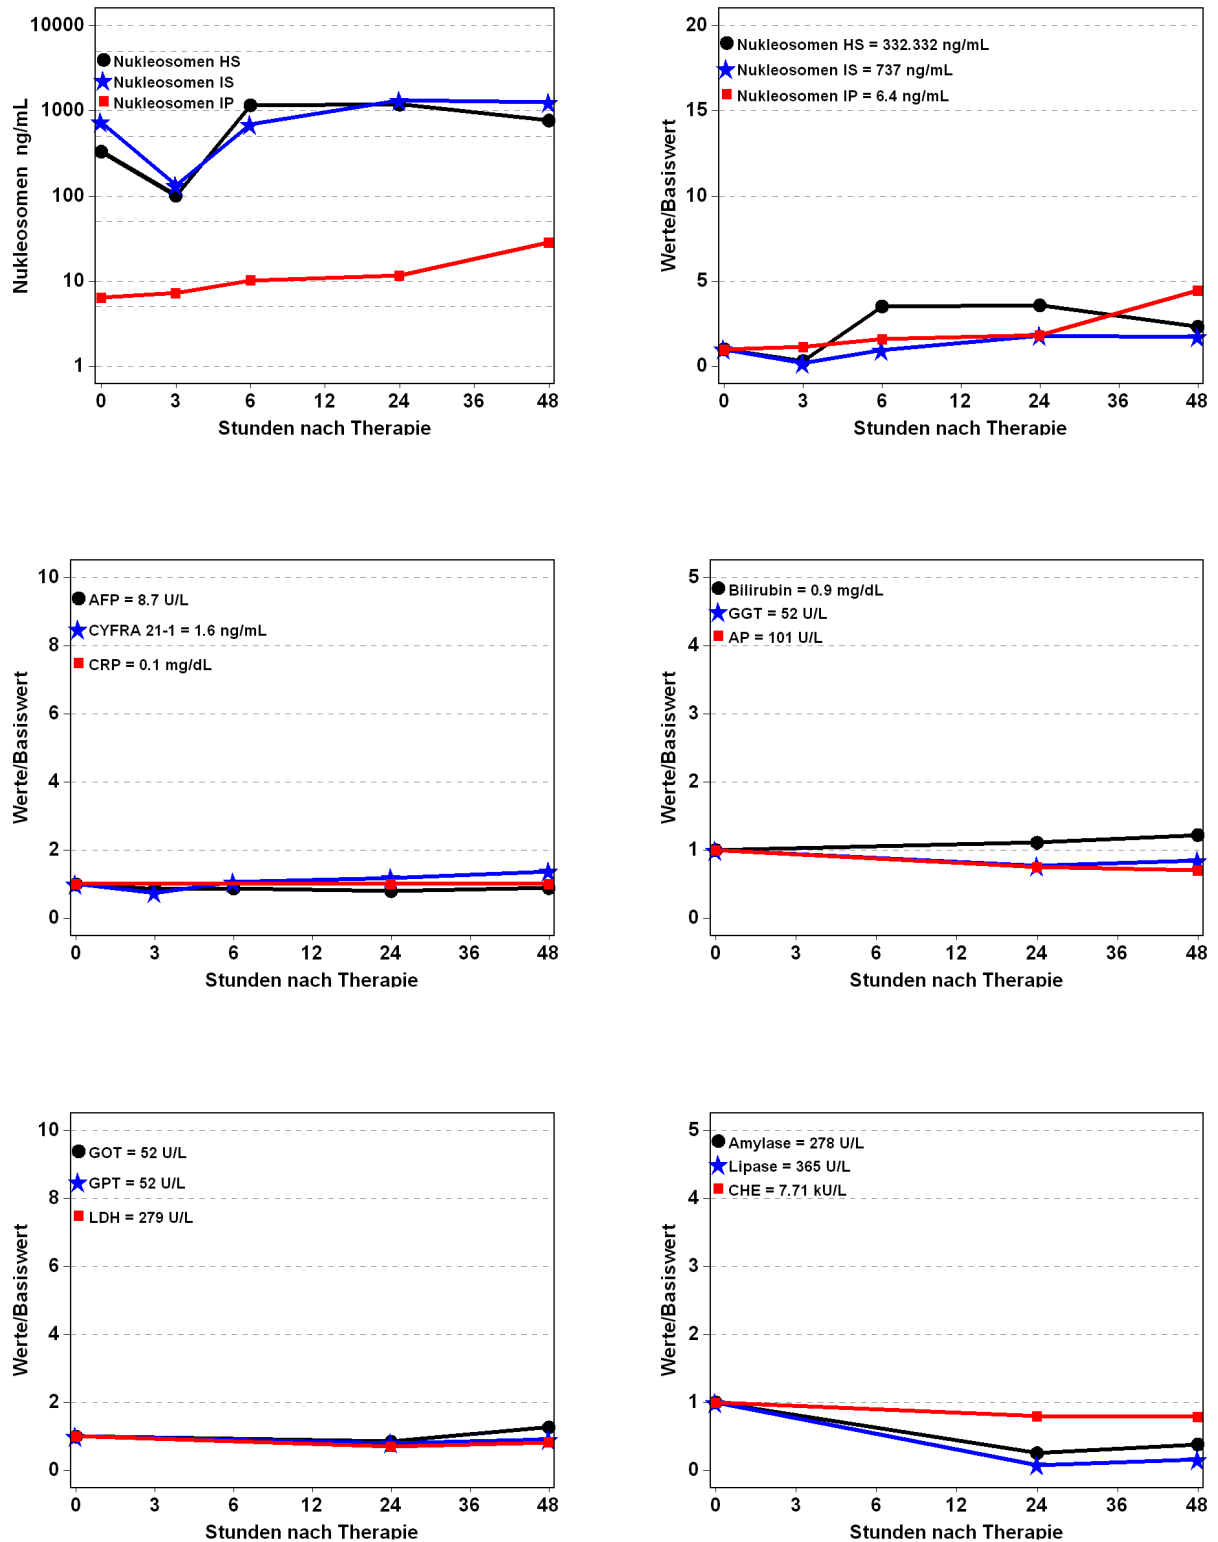 Nukleosomen ng/mL
10000
1000
100
10
1
Nukleosomen HS
Nukleosomen IS
Nukleosomen IP
0 3 6 12 24 36 48
Stunden nach Therapie
Werte/Basiswert
20
15
10
5
0
Nukleosomen HS = 332.332 ng/mL
Nukleosomen IS = 737 ng/mL
Nukleosomen IP = 6.4 ng/mL
0 3 6 12 24 36 48
Stunden nach Therapie
Werte/Basiswert
10
8
6
4
2
0
AFP = 8.7 U/L
CYFRA 21-1 = 1.6 ng/mL
CRP = 0.1 mg/dL
0 3 6 12 24 36 48
Stunden nach Therapie
Werte/Basiswert
5
4
3
2
1
0
Bilirubin = 0.9 mg/dL
GGT = 52 U/L
AP = 101 U/L
0 3 6 12 24 36 48
Stunden nach Therapie
Werte/Basiswert
10
8
6
4
2
0
GOT = 52 U/L
GPT = 52 U/L
LDH = 279 U/L
0 3 6 12 24 36 48
Stunden nach Therapie
Werte/Basiswert
5
4
3
2
1
0
Amylase = 278 U/L
Lipase = 365 U/L
CHE = 7.71 kU/L
0 3 6 12 24 36 48
Stunden nach Therapie